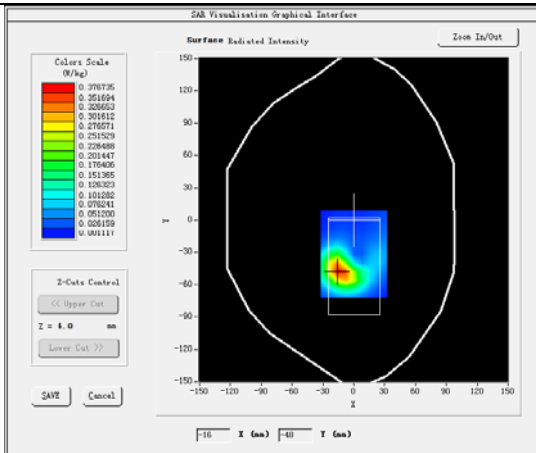 SAR Visualisation Graphical Interface
Surface Radiated Intensity
Zoom In/Out
Colors Scale
(W/kg)
0.376735
0.351694
0.326653
0.301612
0.276571
0.251529
0.226488
0.201447
0.176406
0.151365
0.126323
0.101282
0.076241
0.051200
0.026159
0.001117
150
120
90
60
30
0
-30
-60
-90
-120
-150
Y
-150 -120 -90 -60 -30 0 30 60 90 120 150
X
Z-Cuts Control
<< Upper Cut
Z = 4.0 mm
Lower Cut >>
SAVE Cancel
-16 X (mm) -48 Y (mm)